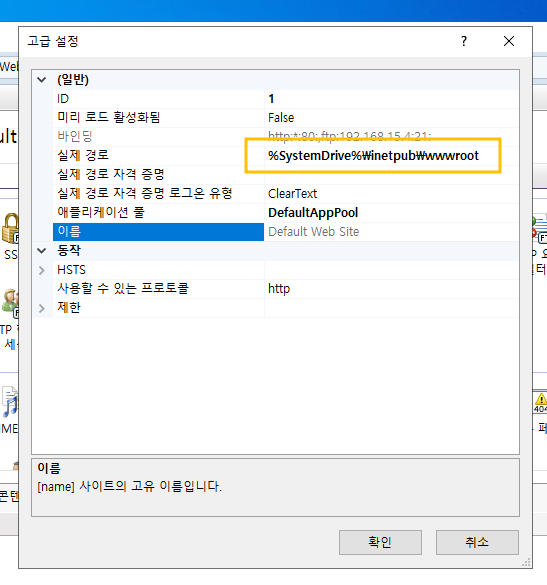 Web
고급 설정
?
(일반)
ID 1
미리 로드 활성화됨 False
바인딩 http:*:80:,ftp:192.168.15.4:21:
실제 경로 %SystemDrive%₩inetpub₩wwwroot
실제 경로 자격 증명
실제 경로 자격 증명 로그온 유형 ClearText
애플리케이션 풀 DefaultAppPool
이름 Default Web Site
동작
HSTS
사용할 수 있는 프로토콜 http
제한
이름
[name] 사이트의 고유 이름입니다.
확인 취소
404